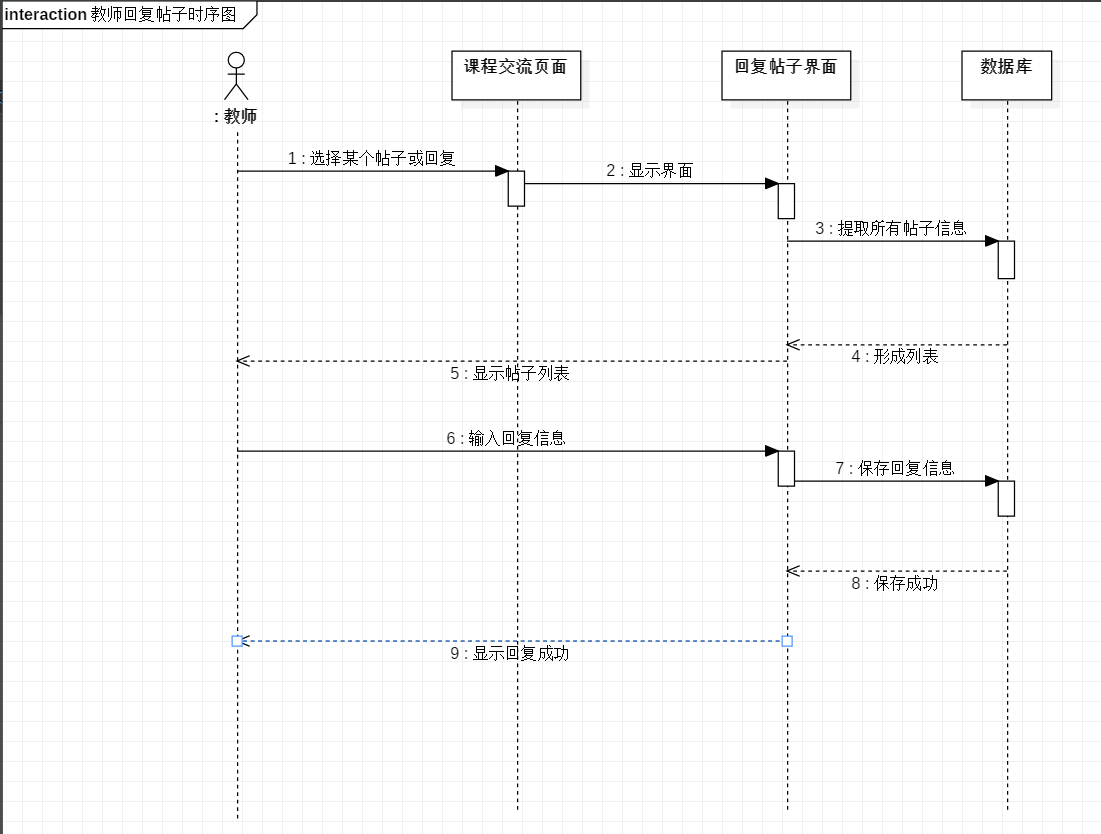 interaction 教师回复帖子时序图
课程交流页面
回复帖子界面
数据库
: 教师
1 : 选择某个帖子或回复
2 : 显示界面
3 : 提取所有帖子信息
4 : 形成列表
5 : 显示帖子列表
6 : 输入回复信息
7 : 保存回复信息
8 : 保存成功
9 : 显示回复成功